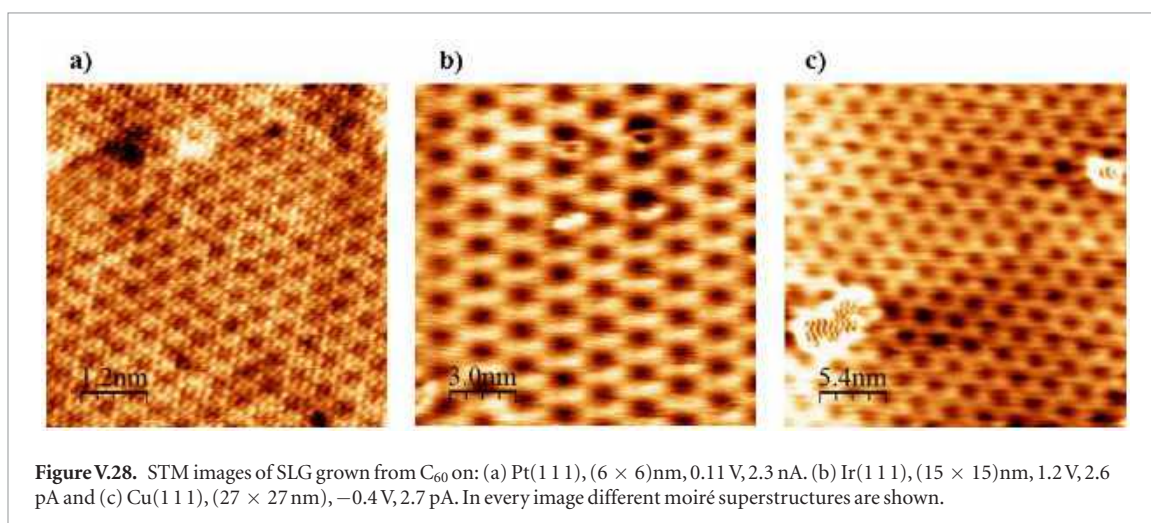 a)
b)
c)
1.2nm
3.0nm
5.4nm
Figure V.28. STM images of SLG grown from C₆₀ on: (a) Pt(1 1 1), (6 × 6)nm, 0.11 V, 2.3 nA. (b) Ir(1 1 1), (15 × 15)nm, 1.2 V, 2.6
pA and (c) Cu(1 1 1), (27 × 27 nm), −0.4 V, 2.7 pA. In every image different moiré superstructures are shown.